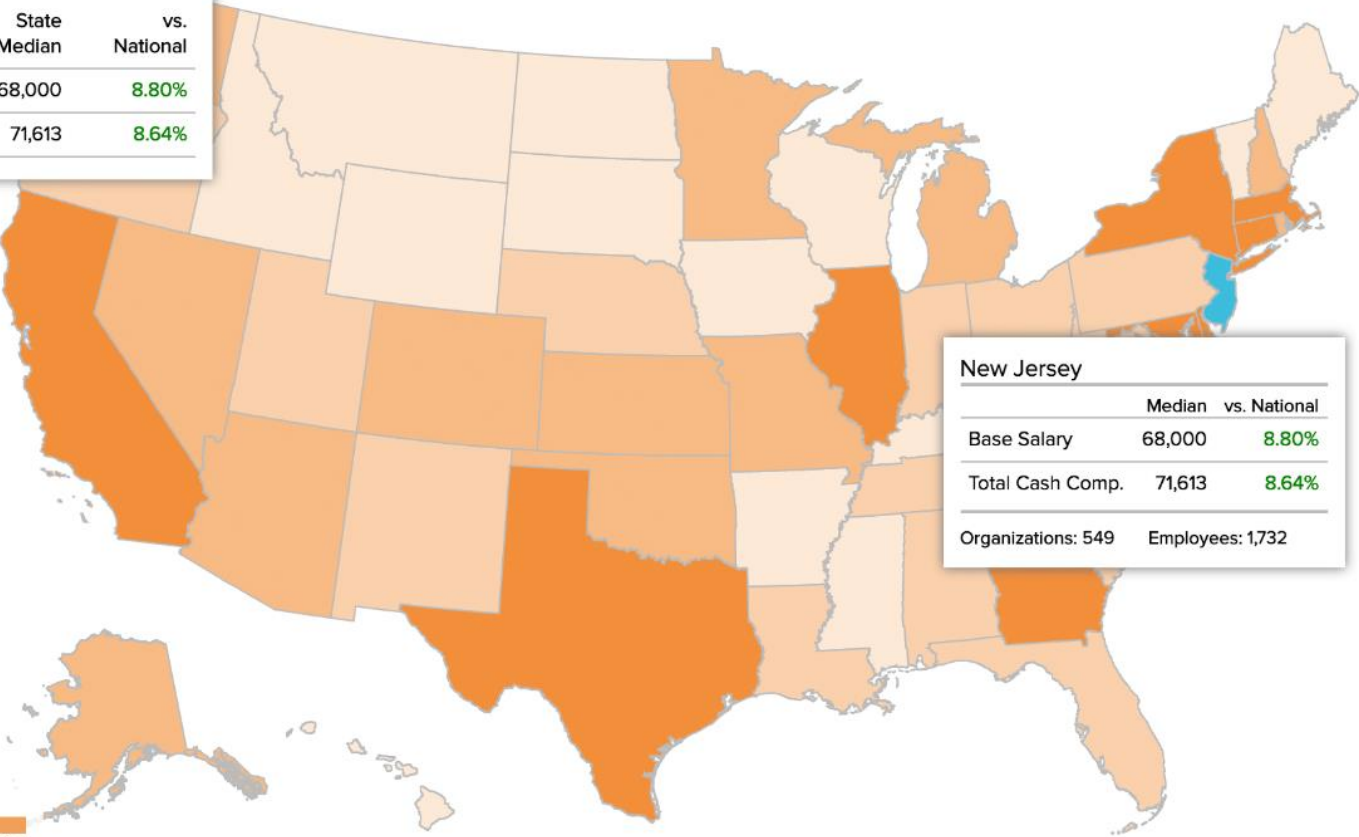 State vs.
Median National
68,000 8.80%
71,613 8.64%
New Jersey
Median vs. National
Base Salary 68,000 8.80%
Total Cash Comp. 71,613 8.64%
Organizations: 549 Employees: 1,732